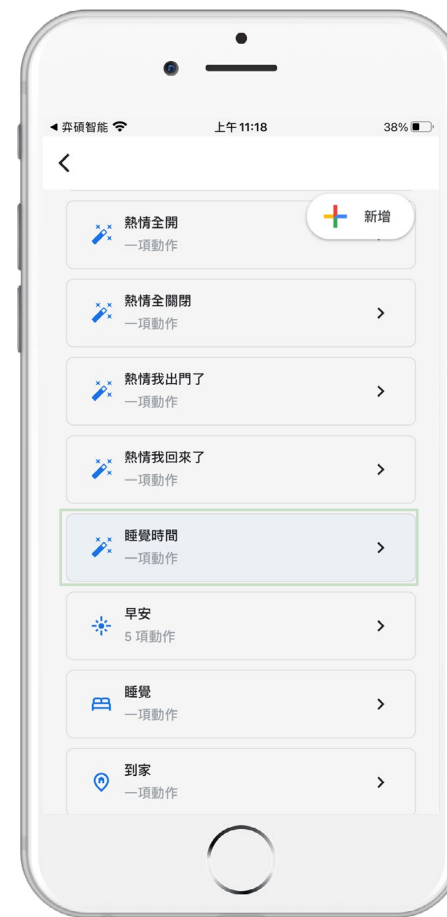 弈碩智能
上午 11:18
38%
新增
熱情全開
一項動作
熱情全關閉
一項動作
熱情我出門了
一項動作
熱情我回來了
一項動作
睡覺時間
一項動作
早安
5 項動作
睡覺
一項動作
到家
一項動作